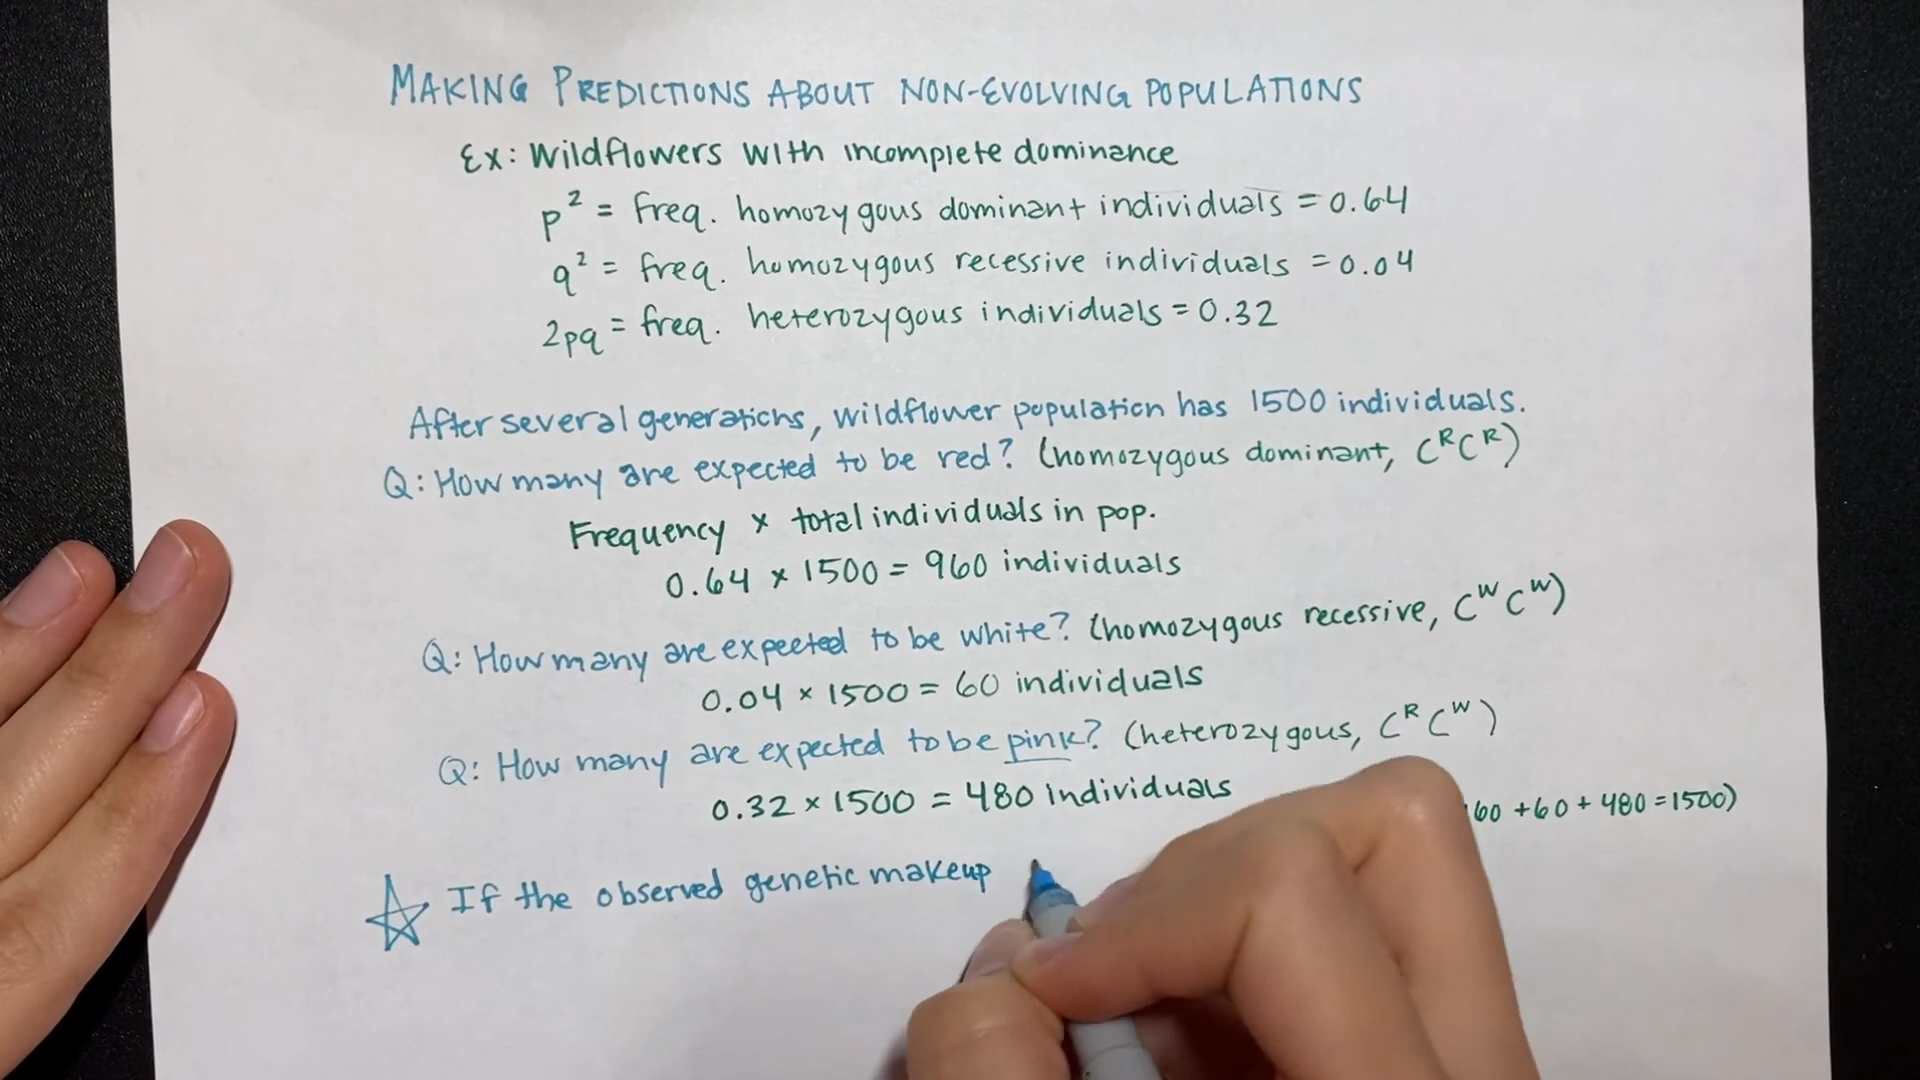 MAKING PREDICTIONS ABOUT NON-EVOLVING POPULATIONS
Ex: Wildflowers with incomplete dominance
p² = freq. homozygous dominant individuals = 0.64
q² = freq. homozygous recessive individuals = 0.04
2pq = freq. heterozygous individuals = 0.32
After several generations, wildflower population has 1500 individuals.
Q: How many are expected to be red? (homozygous dominant, CᴿCᴿ)
Frequency × total individuals in pop.
0.64 × 1500 = 960 individuals
Q: How many are expected to be white? (homozygous recessive, CᵂCᵂ)
0.04 × 1500 = 60 individuals
Q: How many are expected to be pink? (heterozygous, CᴿCᵂ)
0.32 × 1500 = 480 individuals
60 + 60 + 480 = 1500)
If the observed genetic makeup